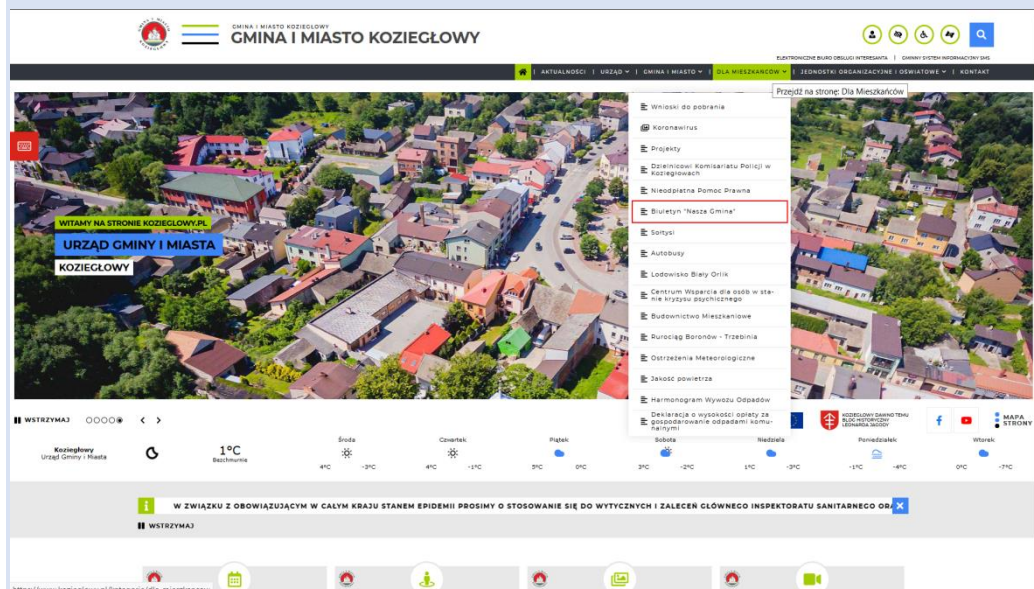 GMINA I MIASTO KOZIEGŁOWY
GMINA I MIASTO KOZIEGŁOWY
ELEKTRONICZNE BIURO OBSŁUGI INTERESANTA | GMINNY SYSTEM INFORMACYJNY SMS
| AKTUALNOŚCI | URZĄD | GMINA I MIASTO | DLA MIESZKAŃCÓW | JEDNOSTKI ORGANIZACYJNE I OŚWIATOWE | KONTAKT
Przejdź na stronę: Dla Mieszkańców
Wnioski do pobrania
Koronawirus
Projekty
Dzielnicowi Komisariatu Policji w
Koziegłowach
Nieodpłatna Pomoc Prawna
Biuletyn "Nasza Gmina"
Sołtysi
Autobusy
Lodowisko Biały Orlik
Centrum Wsparcia dla osób w sta-
nie kryzysu psychicznego
Budownictwo Mieszkaniowe
Rurociąg Boronów - Trzebinia
Ostrzeżenia Meteorologiczne
Jakość powietrza
Harmonogram Wywozu Odpadów
Deklaracja o wysokości opłaty za
gospodarowanie odpadami komu-
nalnymi
WITAMY NA STRONIE KOZIEGLOWY.PL
URZĄD GMINY I MIASTA
KOZIEGŁOWY
WSTRZYMAJ
KOZIEGŁOWY DAWNO TEMU
BLOG HISTORYCZNY
LEONARDA JAGODY
MAPA
STRONY
Koziegłowy
Urząd Gminy i Miasta
1°C
Bezchmurnie
Środa Czwartek Piątek Sobota Niedziela Poniedziałek Wtorek
4°C -3°C 4°C -1°C 5°C 0°C 3°C -2°C 1°C -3°C -1°C -4°C 0°C -7°C
W ZWIĄZKU Z OBOWIĄZUJĄCYM W CAŁYM KRAJU STANEM EPIDEMII PROSIMY O STOSOWANIE SIĘ DO WYTYCZNYCH I ZALECEŃ GŁÓWNEGO INSPEKTORATU SANITARNEGO
WSTRZYMAJ